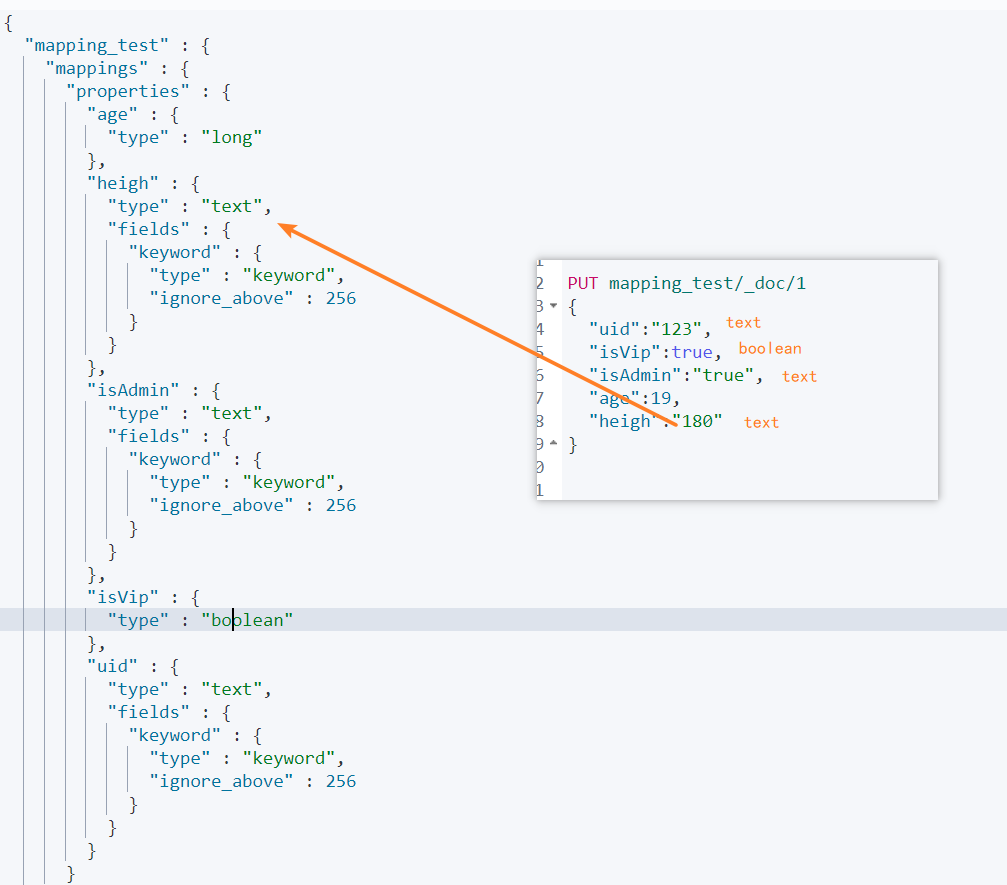 {
  "mapping_test" : {
    "mappings" : {
      "properties" : {
        "age" : {
          "type" : "long"
        },
        "heigh" : {
          "type" : "text",
          "fields" : {
            "keyword" : {
              "type" : "keyword",
              "ignore_above" : 256
            }
          }
        },
        "isAdmin" : {
          "type" : "text",
          "fields" : {
            "keyword" : {
              "type" : "keyword",
              "ignore_above" : 256
            }
          }
        },
        "isVip" : {
          "type" : "boolean"
        },
        "uid" : {
          "type" : "text",
          "fields" : {
            "keyword" : {
              "type" : "keyword",
              "ignore_above" : 256
            }
          }
        }
      }
1
2 PUT mapping_test/_doc/1
3 {
4   "uid":"123", text
5   "isVip":true, boolean
6   "isAdmin":"true", text
7   "age":19,
8   "heigh":"180" text
9 }
0
1